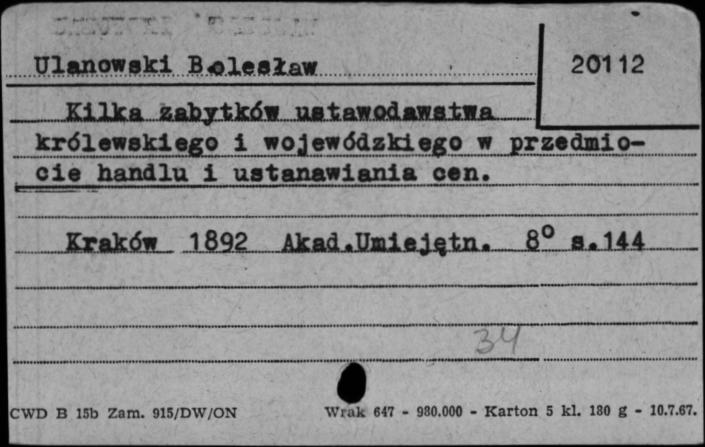 Ulanowski Bolesław
20112
Kilka zabytków ustawodawstwa
królewskiego i wojewódzkiego w przedmio-
cie handlu i ustanawiania cen.
Kraków 1892 Akad.Umiejętn. 8° s.144
34
CWD B 15b Zam. 915/DW/ON Wrak 647 - 980.000 - Karton 5 kl. 180 g - 10.7.67.